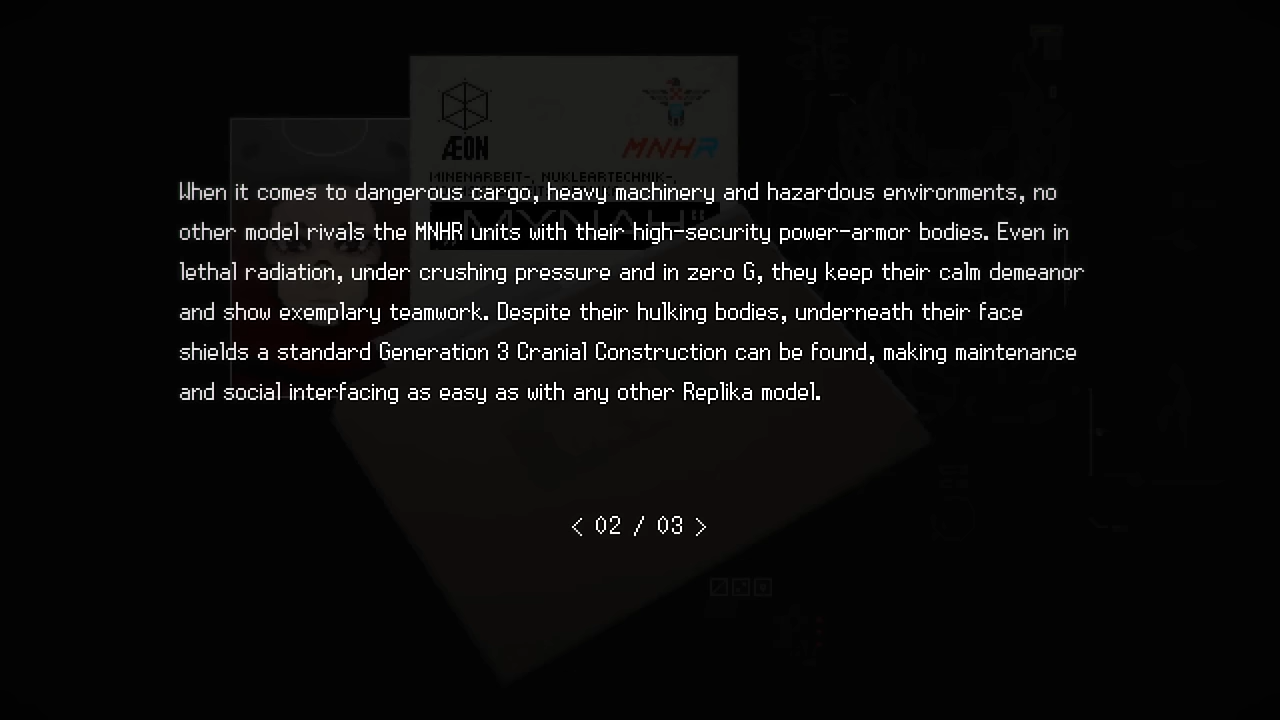 ÆON
MNHR
MINENARBEIT-, NUKLEARTECHNIK-,
„MYNAH“
When it comes to dangerous cargo, heavy machinery and hazardous environments, no
other model rivals the MNHR units with their high-security power-armor bodies. Even in
lethal radiation, under crushing pressure and in zero G, they keep their calm demeanor
and show exemplary teamwork. Despite their hulking bodies, underneath their face
shields a standard Generation 3 Cranial Construction can be found, making maintenance
and social interfacing as easy as with any other Replika model.
< 02 / 03 >